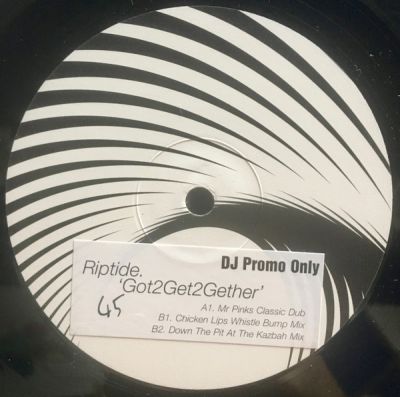 DJ Promo Only
Riptide.
'Got2Get2Gether'
45
A1. Mr Pinks Classic Dub
B1. Chicken Lips Whistle Bump Mix
B2. Down The Pit At The Kazbah Mix